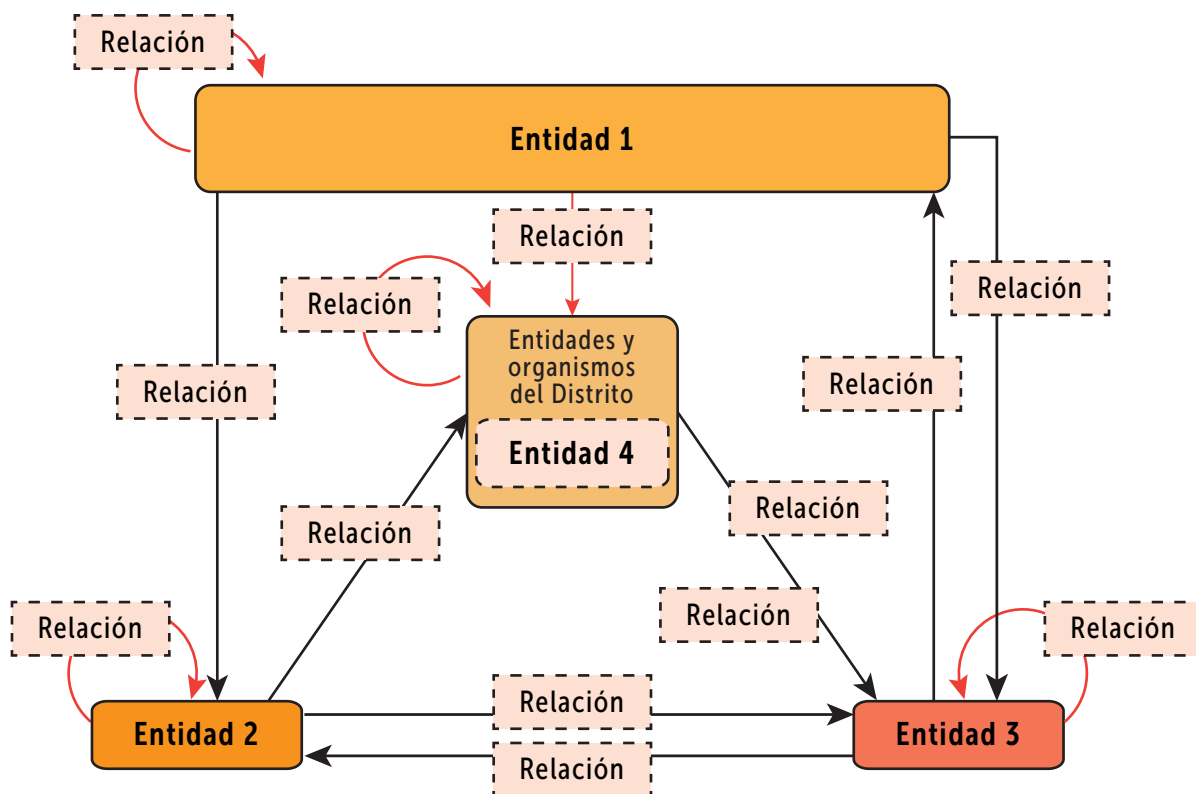 Relación
Entidad 1
Relación
Relación
Relación
Entidades y
organismos
del Distrito
Relación
Relación
Entidad 4
Relación
Relación
Relación
Relación
Relación
Relación
Entidad 2
Entidad 3
Relación